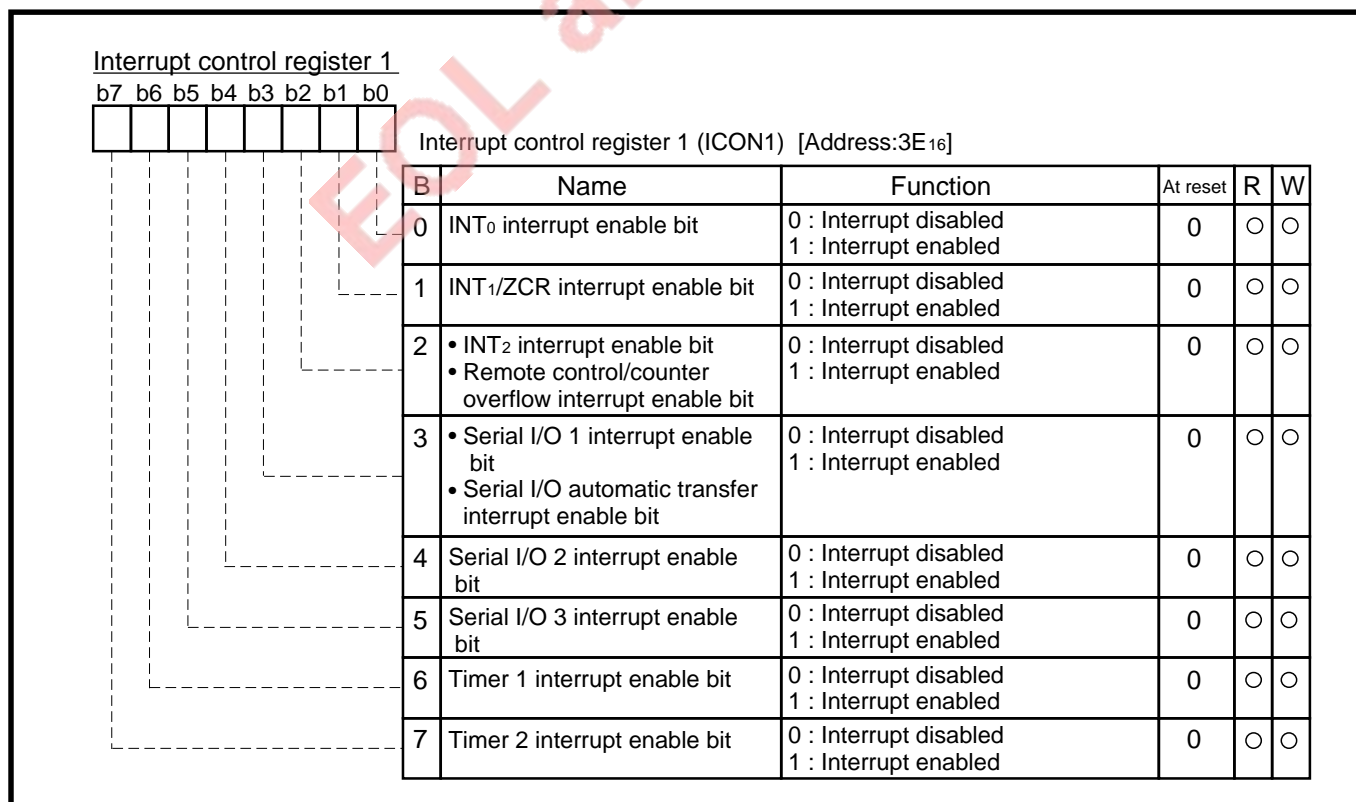 EOL a
Interrupt control register 1
b7 b6 b5 b4 b3 b2 b1 b0
Interrupt control register 1 (ICON1) [Address:3E16]
B Name Function At reset R W
0 INT0 interrupt enable bit 0 : Interrupt disabled 0 ○ ○
1 : Interrupt enabled
1 INT1/ZCR interrupt enable bit 0 : Interrupt disabled 0 ○ ○
1 : Interrupt enabled
2 • INT2 interrupt enable bit 0 : Interrupt disabled 0 ○ ○
• Remote control/counter 1 : Interrupt enabled
overflow interrupt enable bit
3 • Serial I/O 1 interrupt enable 0 : Interrupt disabled 0 ○ ○
bit 1 : Interrupt enabled
• Serial I/O automatic transfer
interrupt enable bit
4 Serial I/O 2 interrupt enable 0 : Interrupt disabled 0 ○ ○
bit 1 : Interrupt enabled
5 Serial I/O 3 interrupt enable 0 : Interrupt disabled 0 ○ ○
bit 1 : Interrupt enabled
6 Timer 1 interrupt enable bit 0 : Interrupt disabled 0 ○ ○
1 : Interrupt enabled
7 Timer 2 interrupt enable bit 0 : Interrupt disabled 0 ○ ○
1 : Interrupt enabled